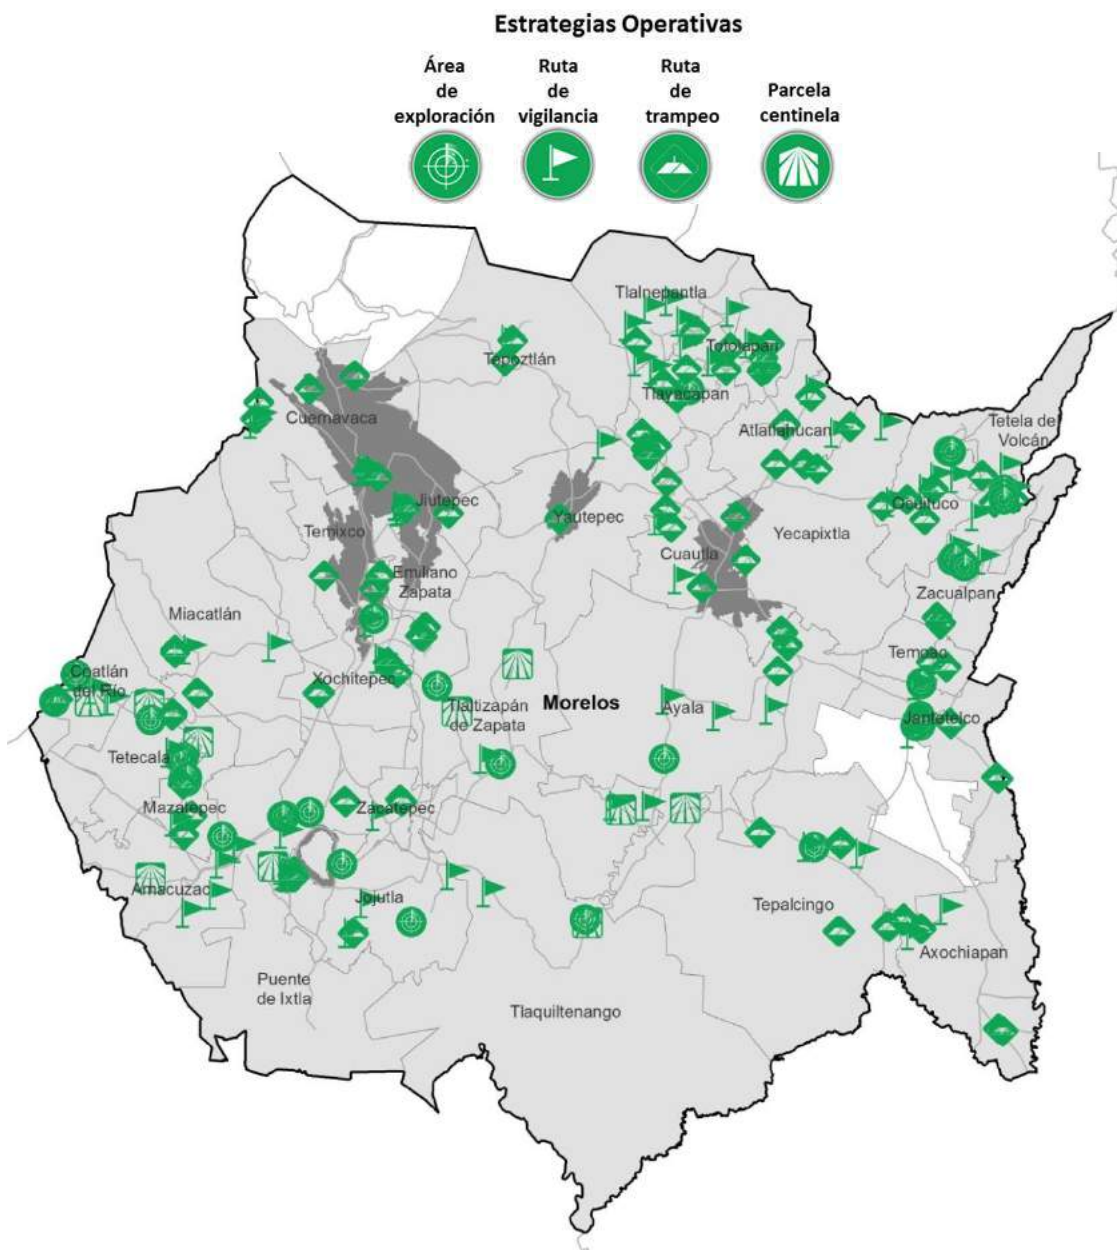 Estrategias Operativas
Área
de
exploración
Ruta
de
vigilancia
Ruta
de
trampeo
Parcela
centinela
Tlalnepantla
Totolapan
Tepoztlán
Tlayacapan
Cuernavaca
Atlatlahucan
Tetela de
Volcán
Jiutepec
Ocuituco
Yautepec
Temixco
Yecapixtla
Cuautla
Emiliano
Zapata
Zacualpan
Miacatlán
Temoac
Coatlán
del Río
Xochitepec
Tlaltizapán
de Zapata
Morelos
Ayala
Jantetelco
Tetecala
Mazatepec
Zacatepec
Amacuzac
Jojutla
Tepalcingo
Axochiapan
Puente
de Ixtla
Tlaquiltenango